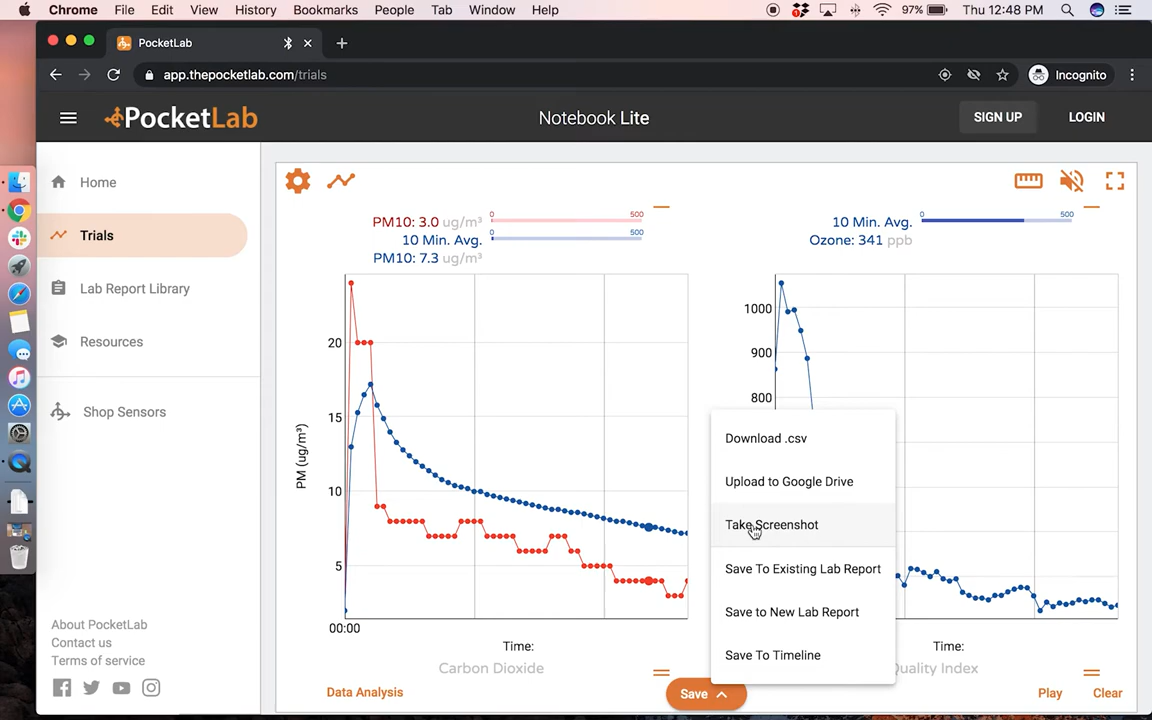 Chrome File Edit View History Bookmarks People Tab Window Help 97% Thu 12:48 PM
PocketLab
app.thepocketlab.com/trials Incognito
PocketLab Notebook Lite SIGN UP LOGIN
Home
Trials
Lab Report Library
Resources
Shop Sensors
About PocketLab
Contact us
Terms of service
PM10: 3.0 ug/m³ 0 500
10 Min. Avg. 0 500
PM10: 7.3 ug/m³
20
15
10
5
PM (ug/m³)
00:00
Time:
Carbon Dioxide
10 Min. Avg. 0 500
Ozone: 341 ppb
1000
900
800
Time:
Quality Index
Download .csv
Upload to Google Drive
Take Screenshot
Save To Existing Lab Report
Save to New Lab Report
Save To Timeline
Data Analysis Save Play Clear